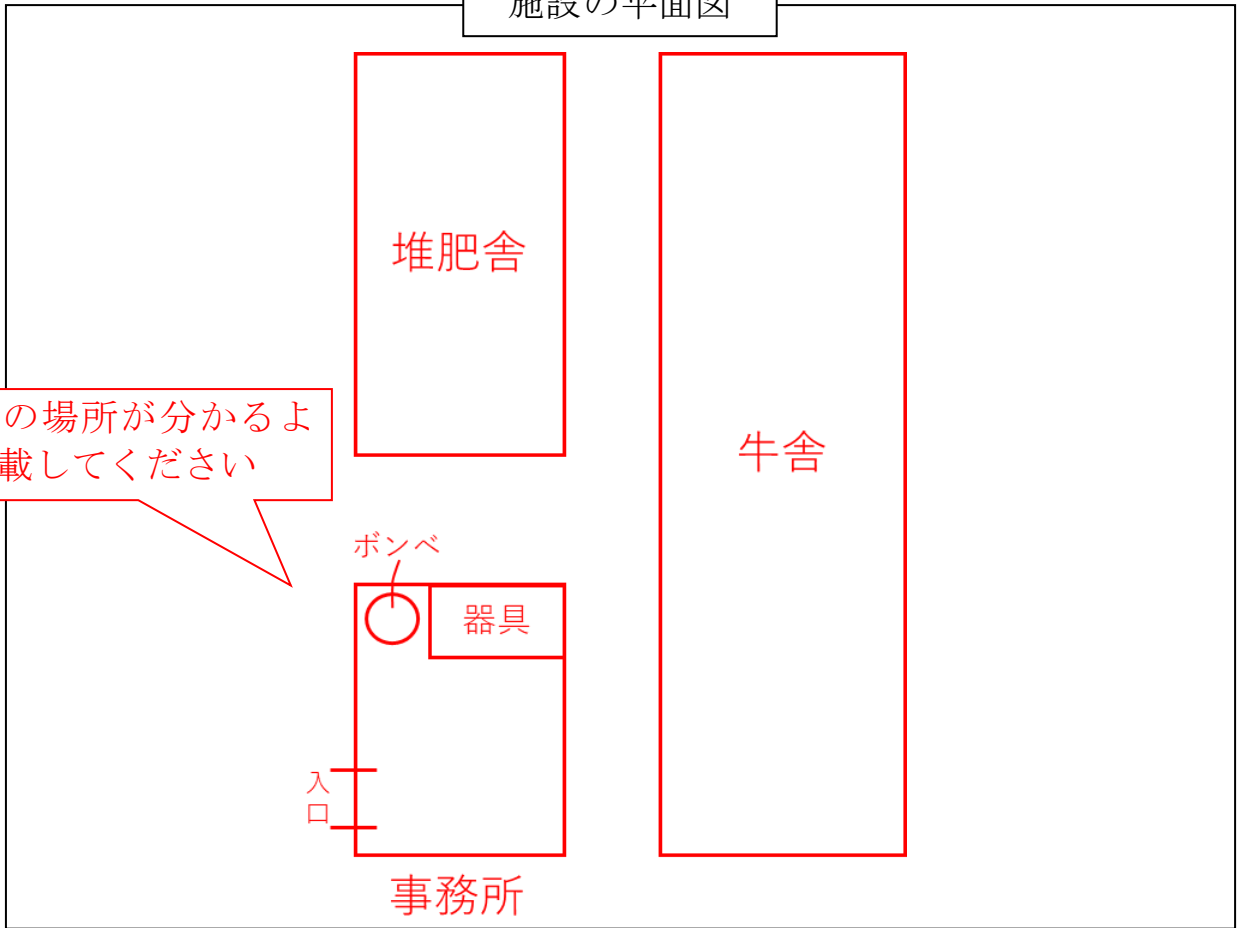 施設の平面図
堆肥舎
の場所が分かるよ
載してください
牛舎
ボンベ
器具
入口
事務所